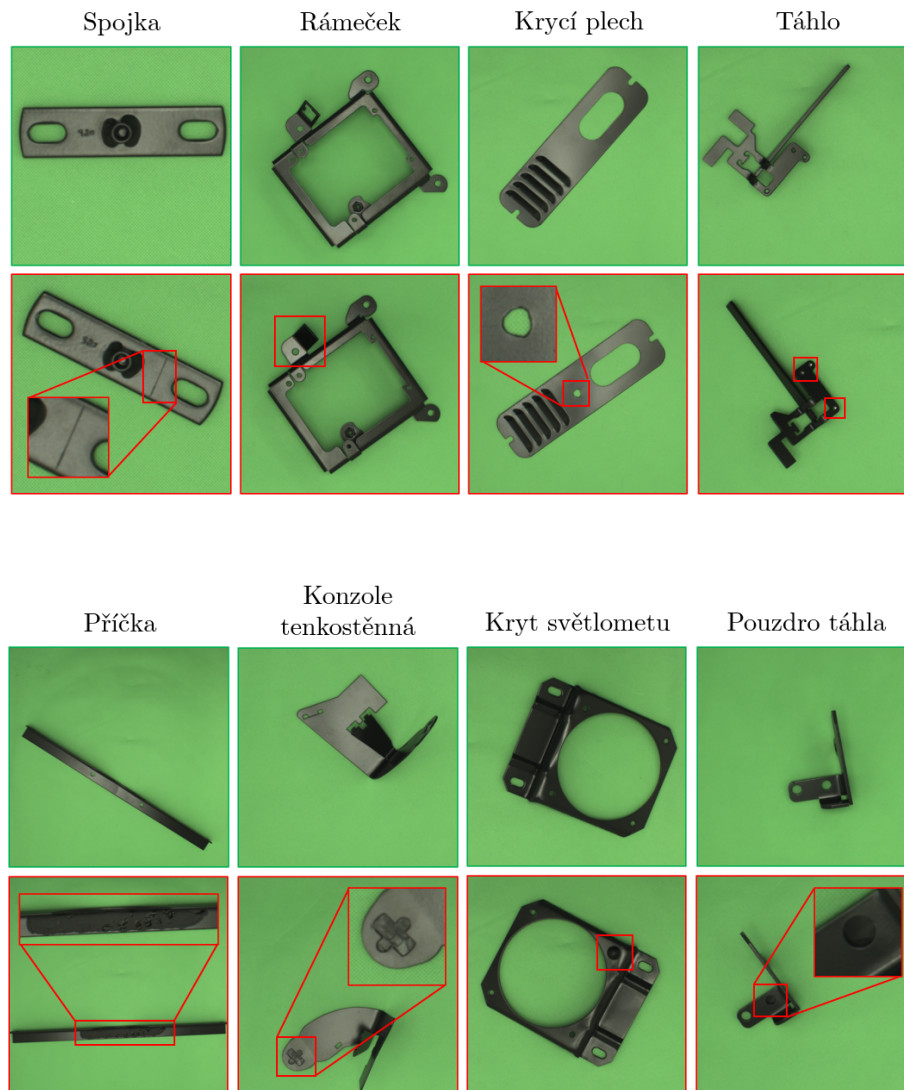 Spojka
Rámeček
Krycí plech
Táhlo
Příčka
Konzole
tenkostěnná
Kryt světlometu
Pouzdro táhla